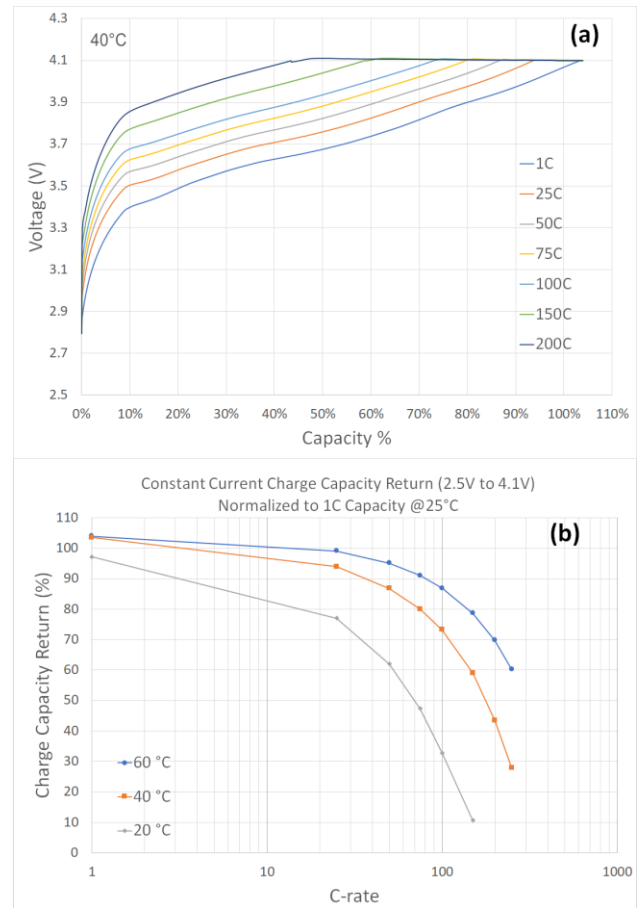 (a)
40°C
4.3
4.1
3.9
3.7
3.5
3.3
3.1
2.9
2.7
2.5
Voltage (V)
1C
25C
50C
75C
100C
150C
200C
0% 10% 20% 30% 40% 50% 60% 70% 80% 90% 100% 110%
Capacity %
Constant Current Charge Capacity Return (2.5V to 4.1V)
Normalized to 1C Capacity @25°C
(b)
110
100
90
80
70
60
50
40
30
20
10
0
Charge Capacity Return (%)
60 °C
40 °C
20 °C
1 10 100 1000
C-rate